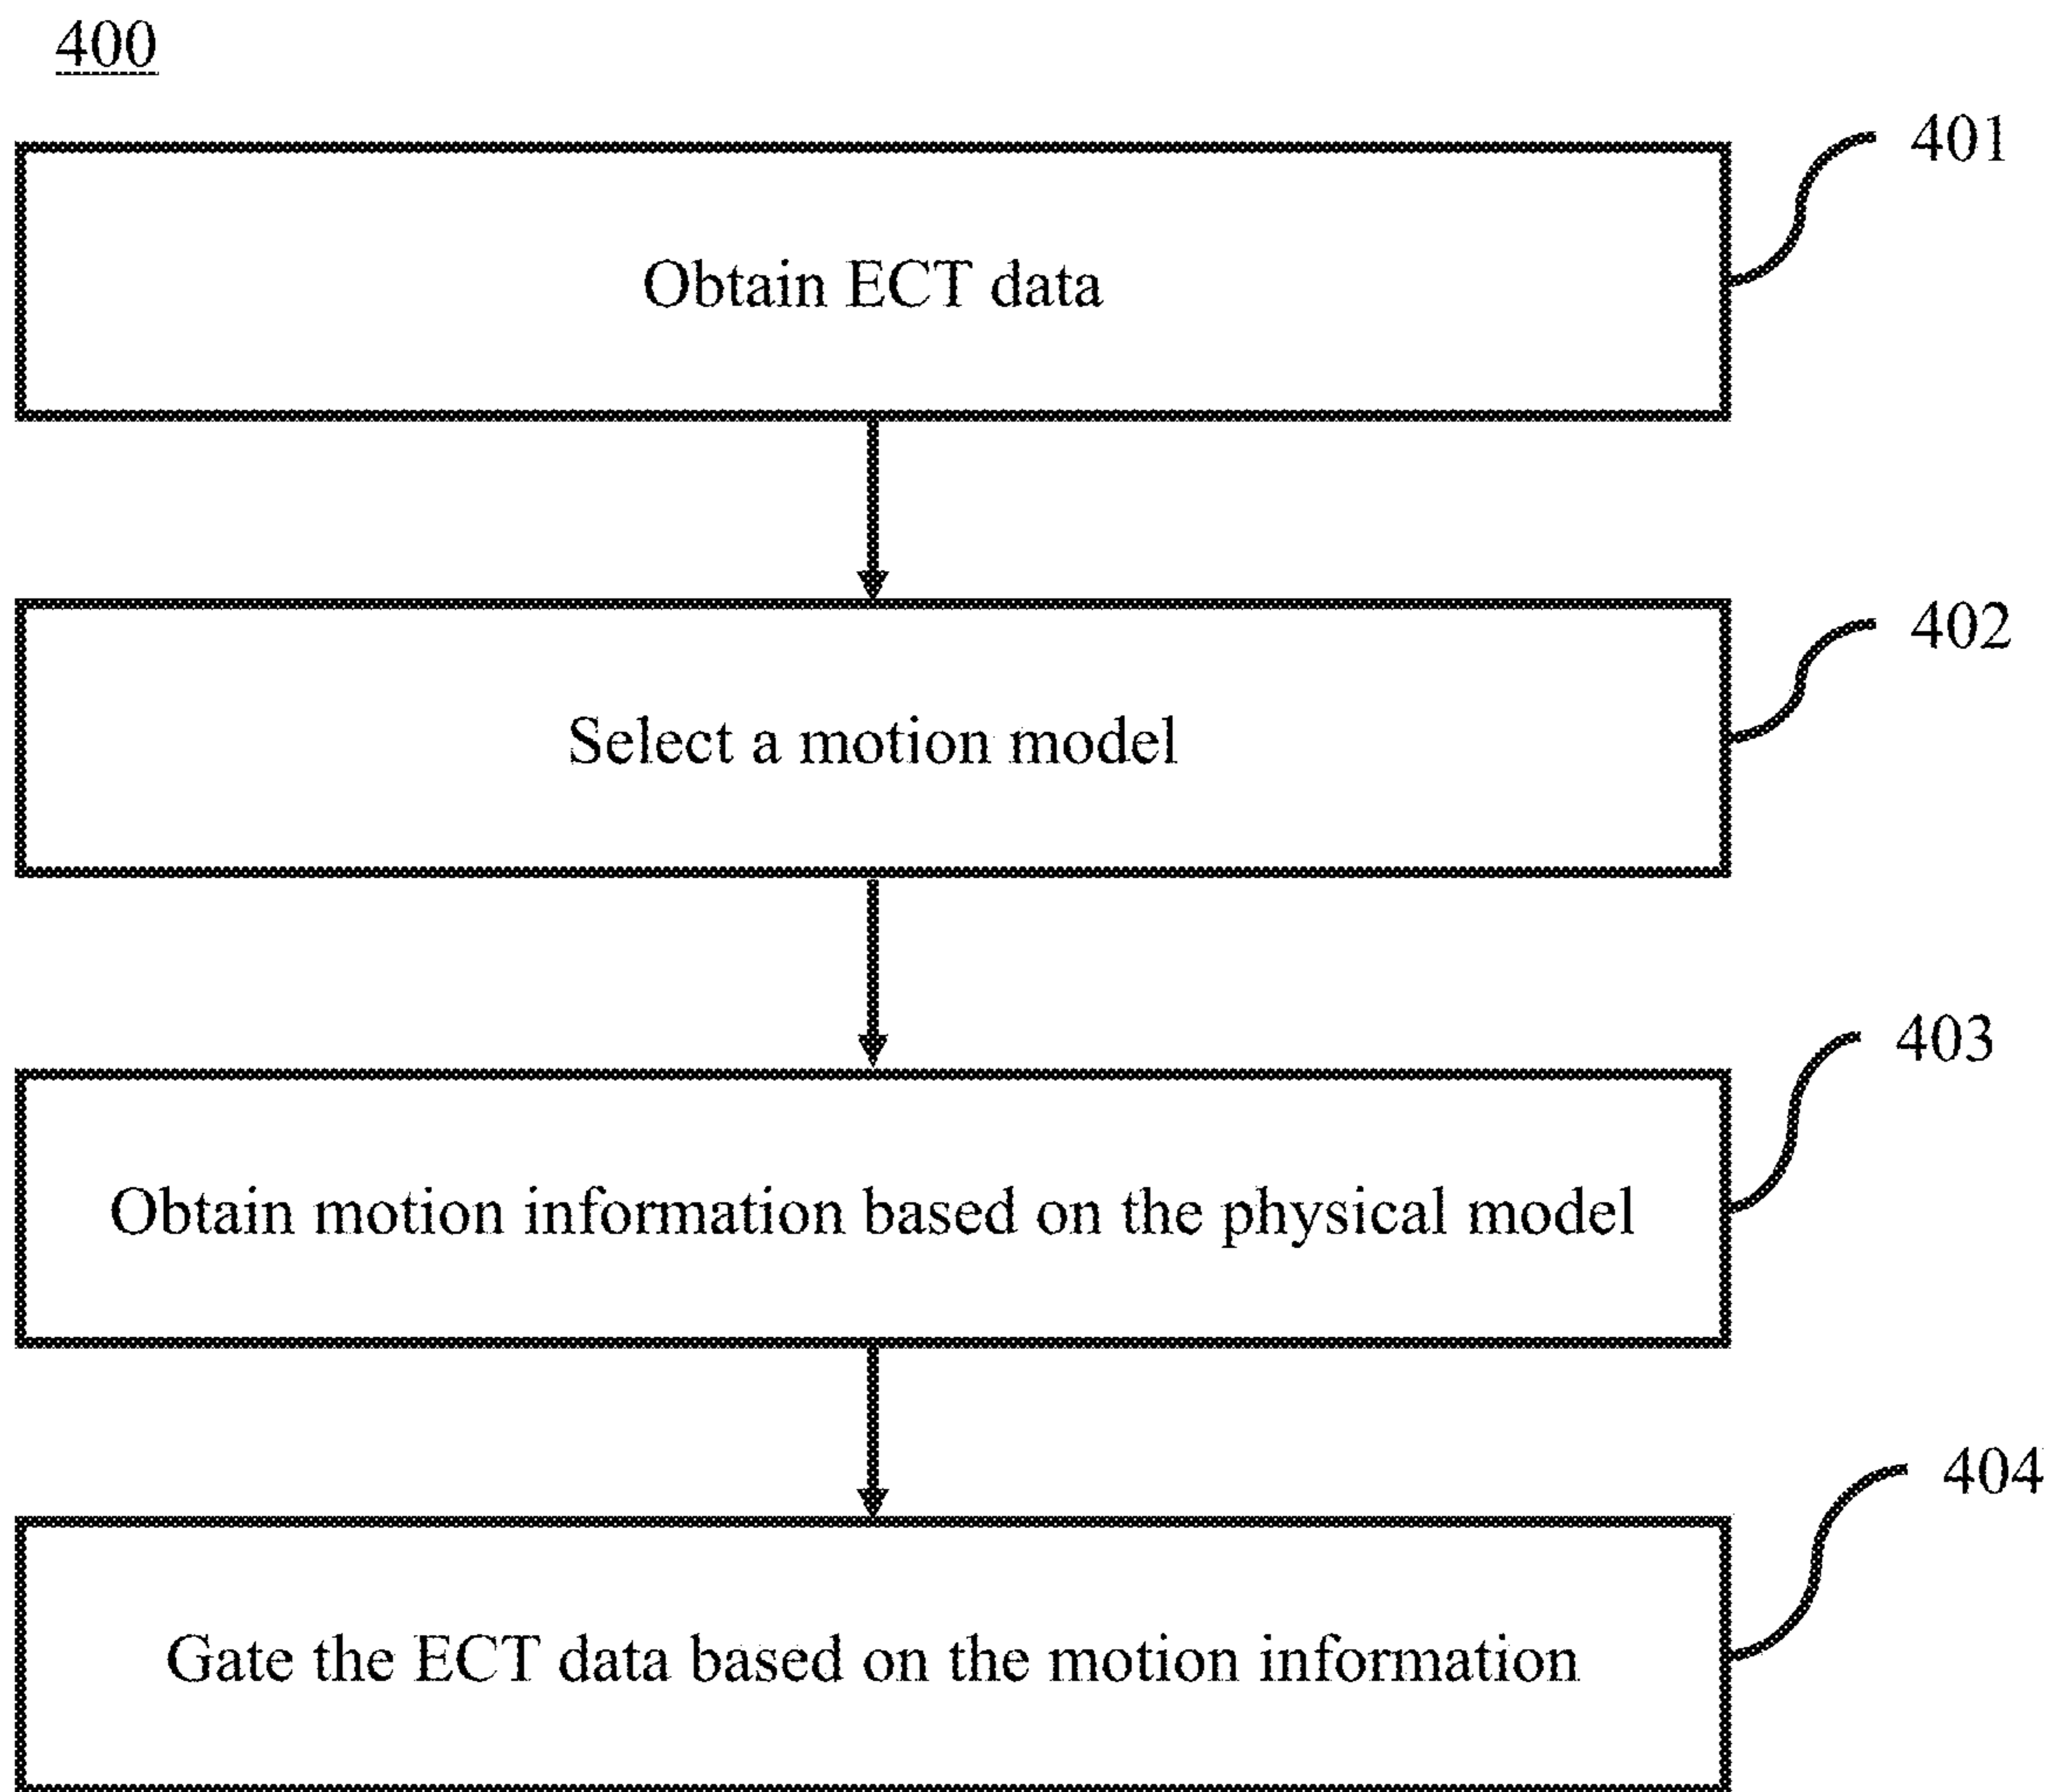 400
401
Obtain ECT data
402
Select a motion model
403
Obtain motion information based on the physical model
404
Gate the ECT data based on the motion information